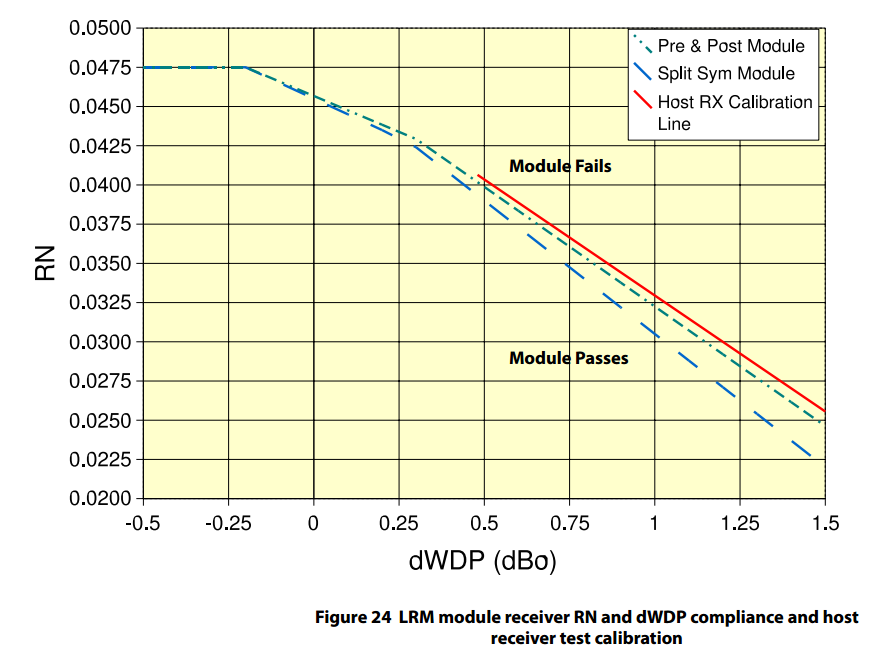 0.0500
0.0475
0.0450
0.0425
0.0400
0.0375
0.0350
0.0325
0.0300
0.0275
0.0250
0.0225
0.0200
RN
Pre & Post Module
Split Sym Module
Host RX Calibration
Line
Module Fails
Module Passes
-0.5 -0.25 0 0.25 0.5 0.75 1 1.25 1.5
dWDP (dBo)
Figure 24 LRM module receiver RN and dWDP compliance and host
receiver test calibration